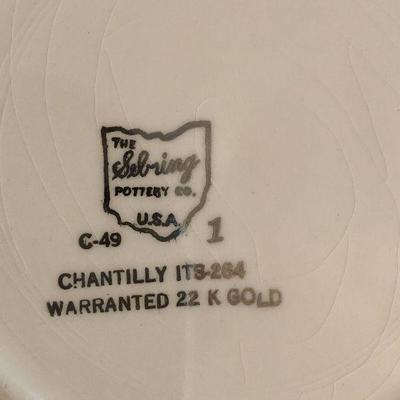 THE
Sebring
POTTERY CO.
U.S.A.
C-49 1
CHANTILLY ITS-264
WARRANTED 22 K GOLD